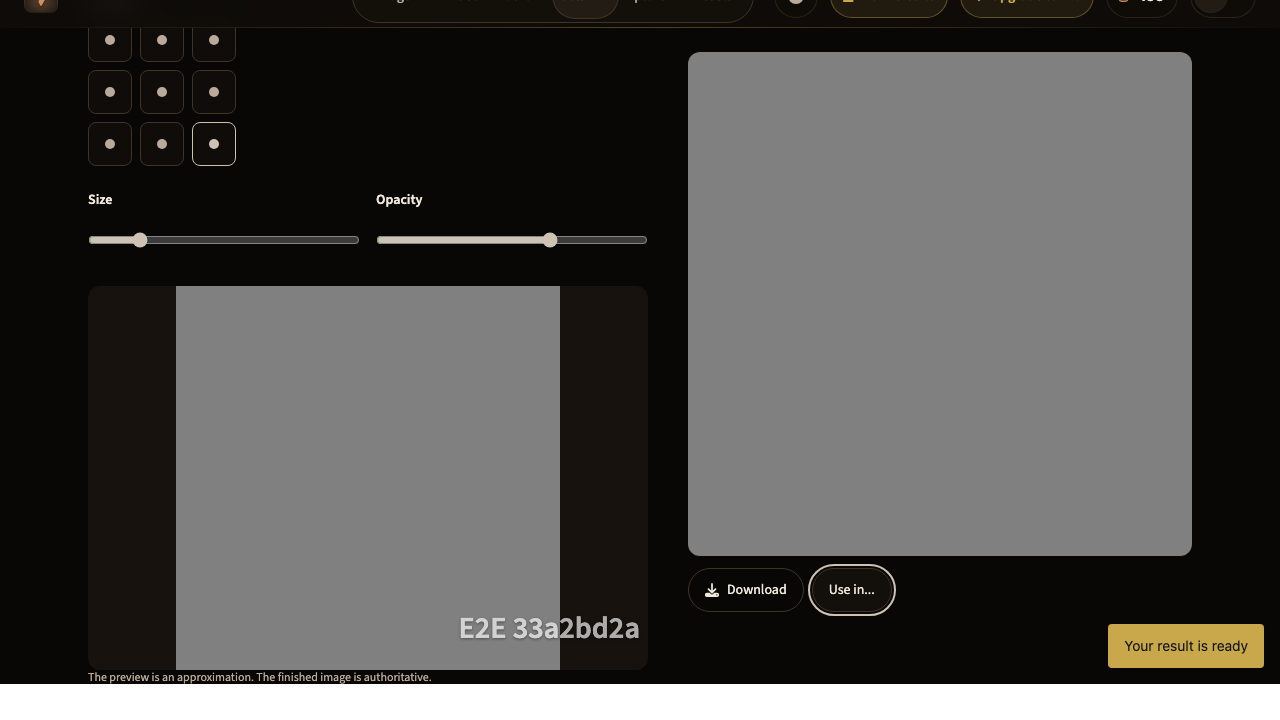 Size
Opacity
E2E 33a2bd2a
The preview is an approximation. The finished image is authoritative.
Download
Use in...
Your result is ready